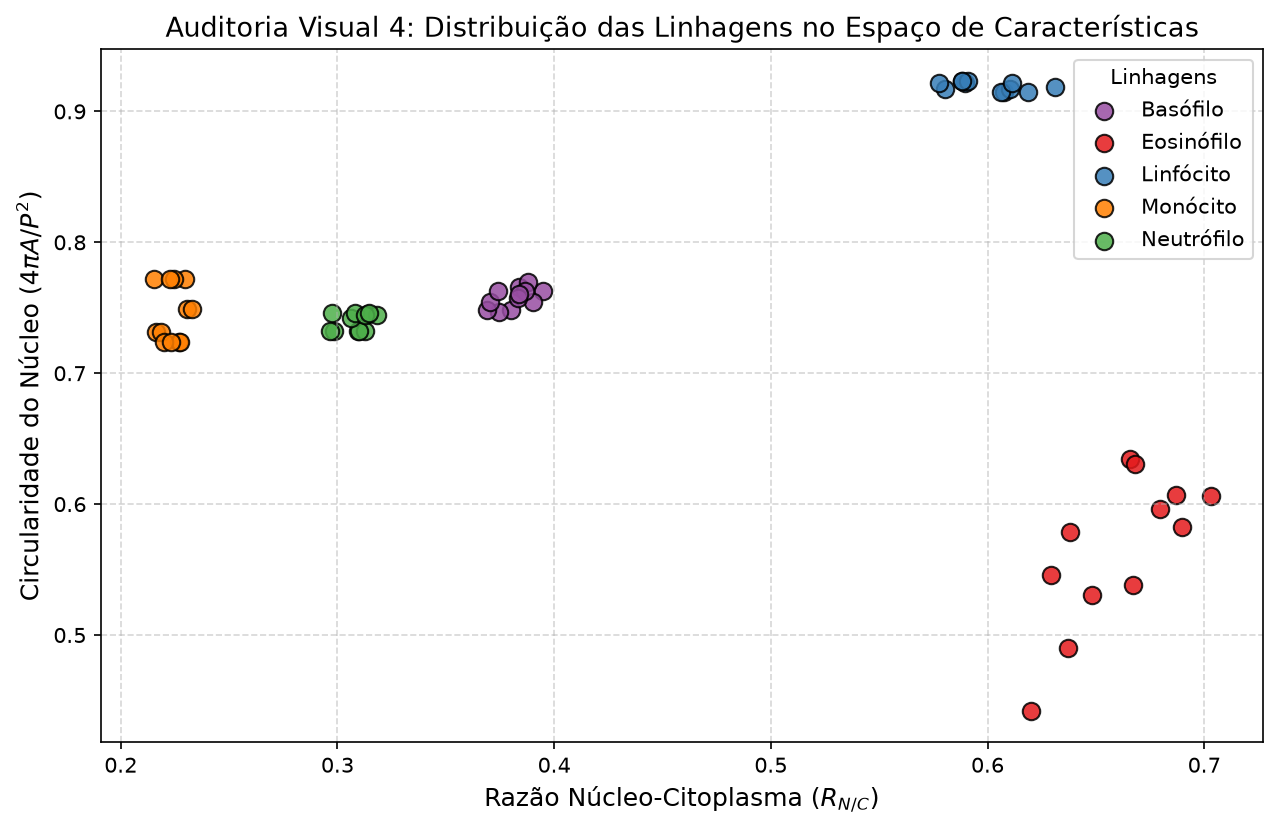 Auditoria Visual 4: Distribuição das Linhagens no Espaço de Características
Linhagens
Basófilo
Eosinófilo
Linfócito
Monócito
Neutrófilo
Circularidade do Núcleo (4πA/P²)
0.9
0.8
0.7
0.6
0.5
0.2 0.3 0.4 0.5 0.6 0.7
Razão Núcleo-Citoplasma (R_{N/C})